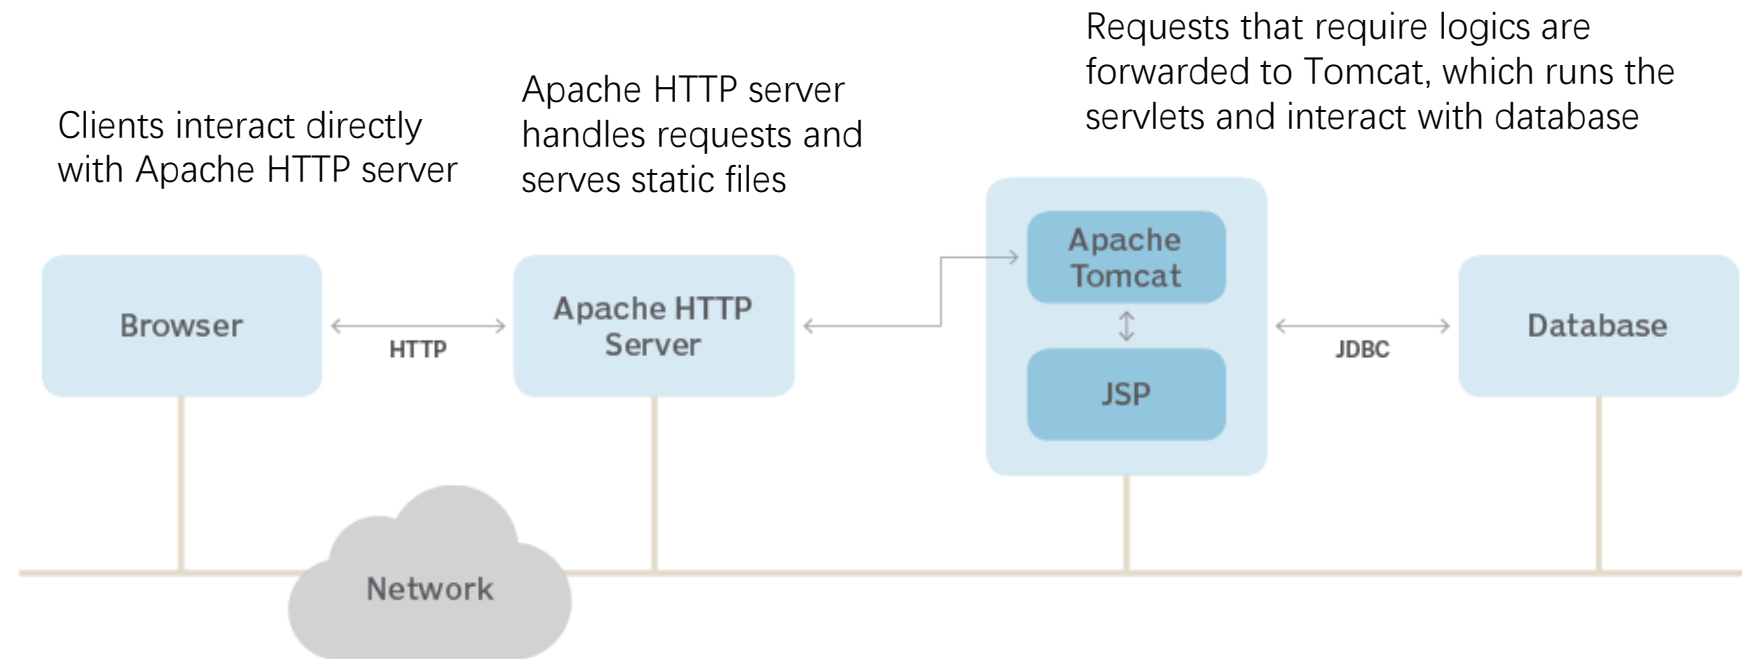 Clients interact directly
with Apache HTTP server
Apache HTTP server
handles requests and
serves static files
Requests that require logics are
forwarded to Tomcat, which runs the
servlets and interact with database
Browser
HTTP
Apache HTTP
Server
Apache
Tomcat
JSP
JDBC
Database
Network